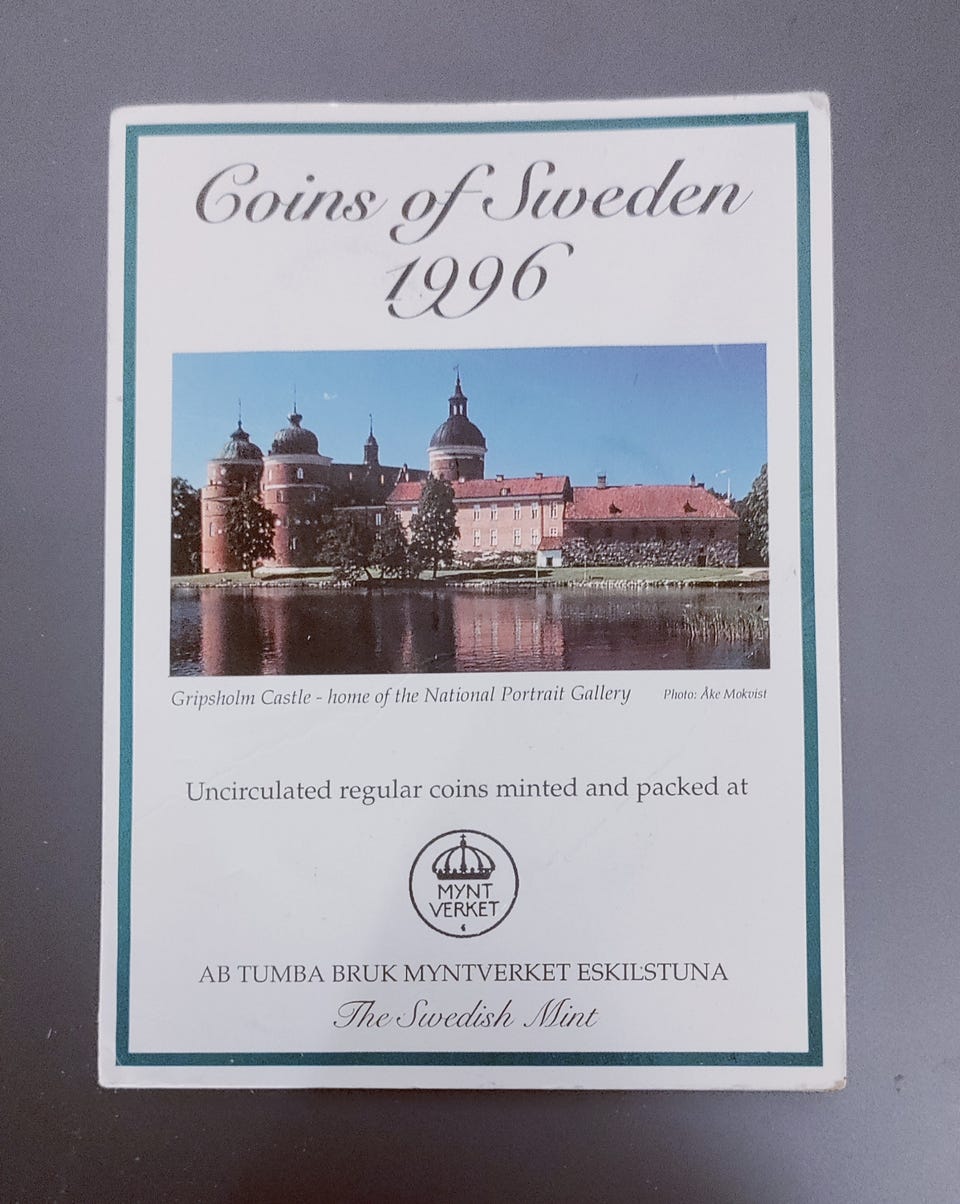 Coins of Sweden
1996
Gripsholm Castle - home of the National Portrait Gallery Photo: Åke Mokvist
Uncirculated regular coins minted and packed at
MYNT
VERKET
AB TUMBA BRUK MYNTVERKET ESKILSTUNA
The Swedish Mint